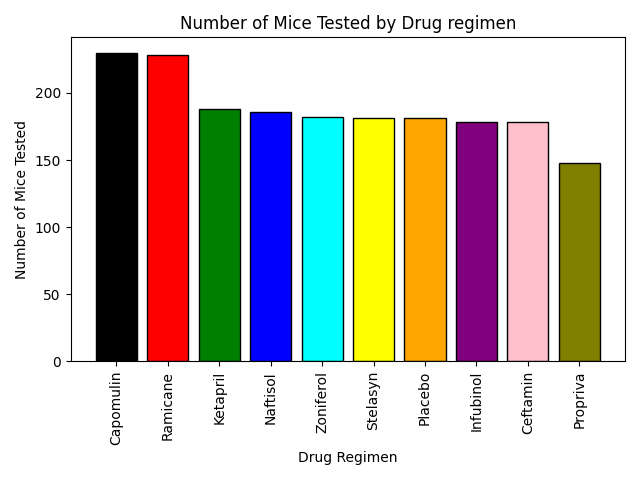 Number of Mice Tested by Drug regimen
Number of Mice Tested
200
150
100
50
0
Capomulin
Ramicane
Ketapril
Naftisol
Zoniferol
Stelasyn
Placebo
Infubinol
Ceftamin
Propriva
Drug Regimen